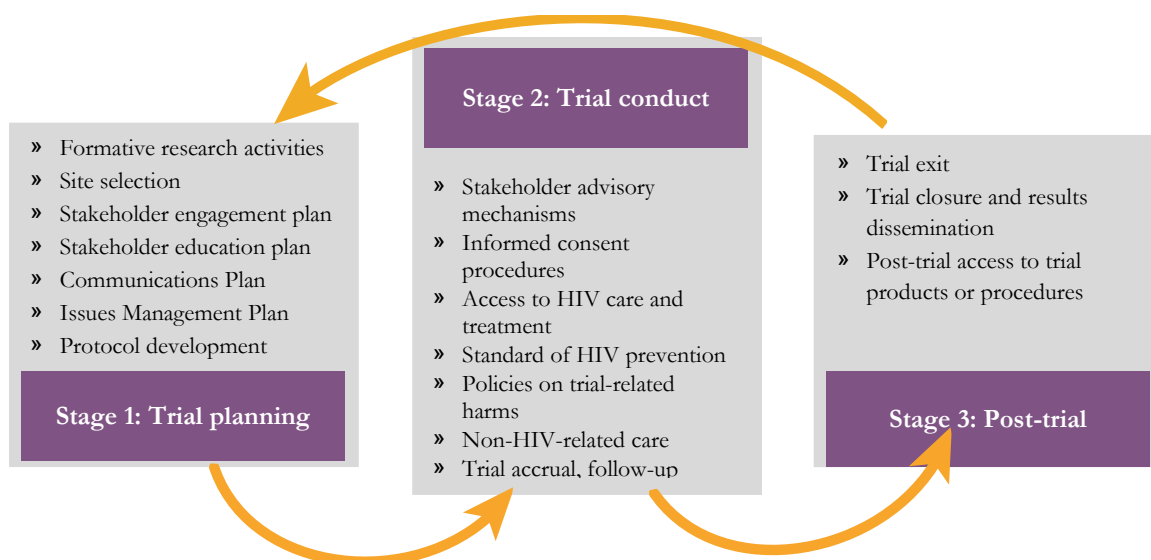 » Formative research activities
» Site selection
» Stakeholder engagement plan
» Stakeholder education plan
» Communications Plan
» Issues Management Plan
» Protocol development
Stage 1: Trial planning
Stage 2: Trial conduct
» Stakeholder advisory
mechanisms
» Informed consent
procedures
» Access to HIV care and
treatment
» Standard of HIV prevention
» Policies on trial-related
harms
» Non-HIV-related care
» Trial accrual, follow-up
» Trial exit
» Trial closure and results
dissemination
» Post-trial access to trial
products or procedures
Stage 3: Post-trial